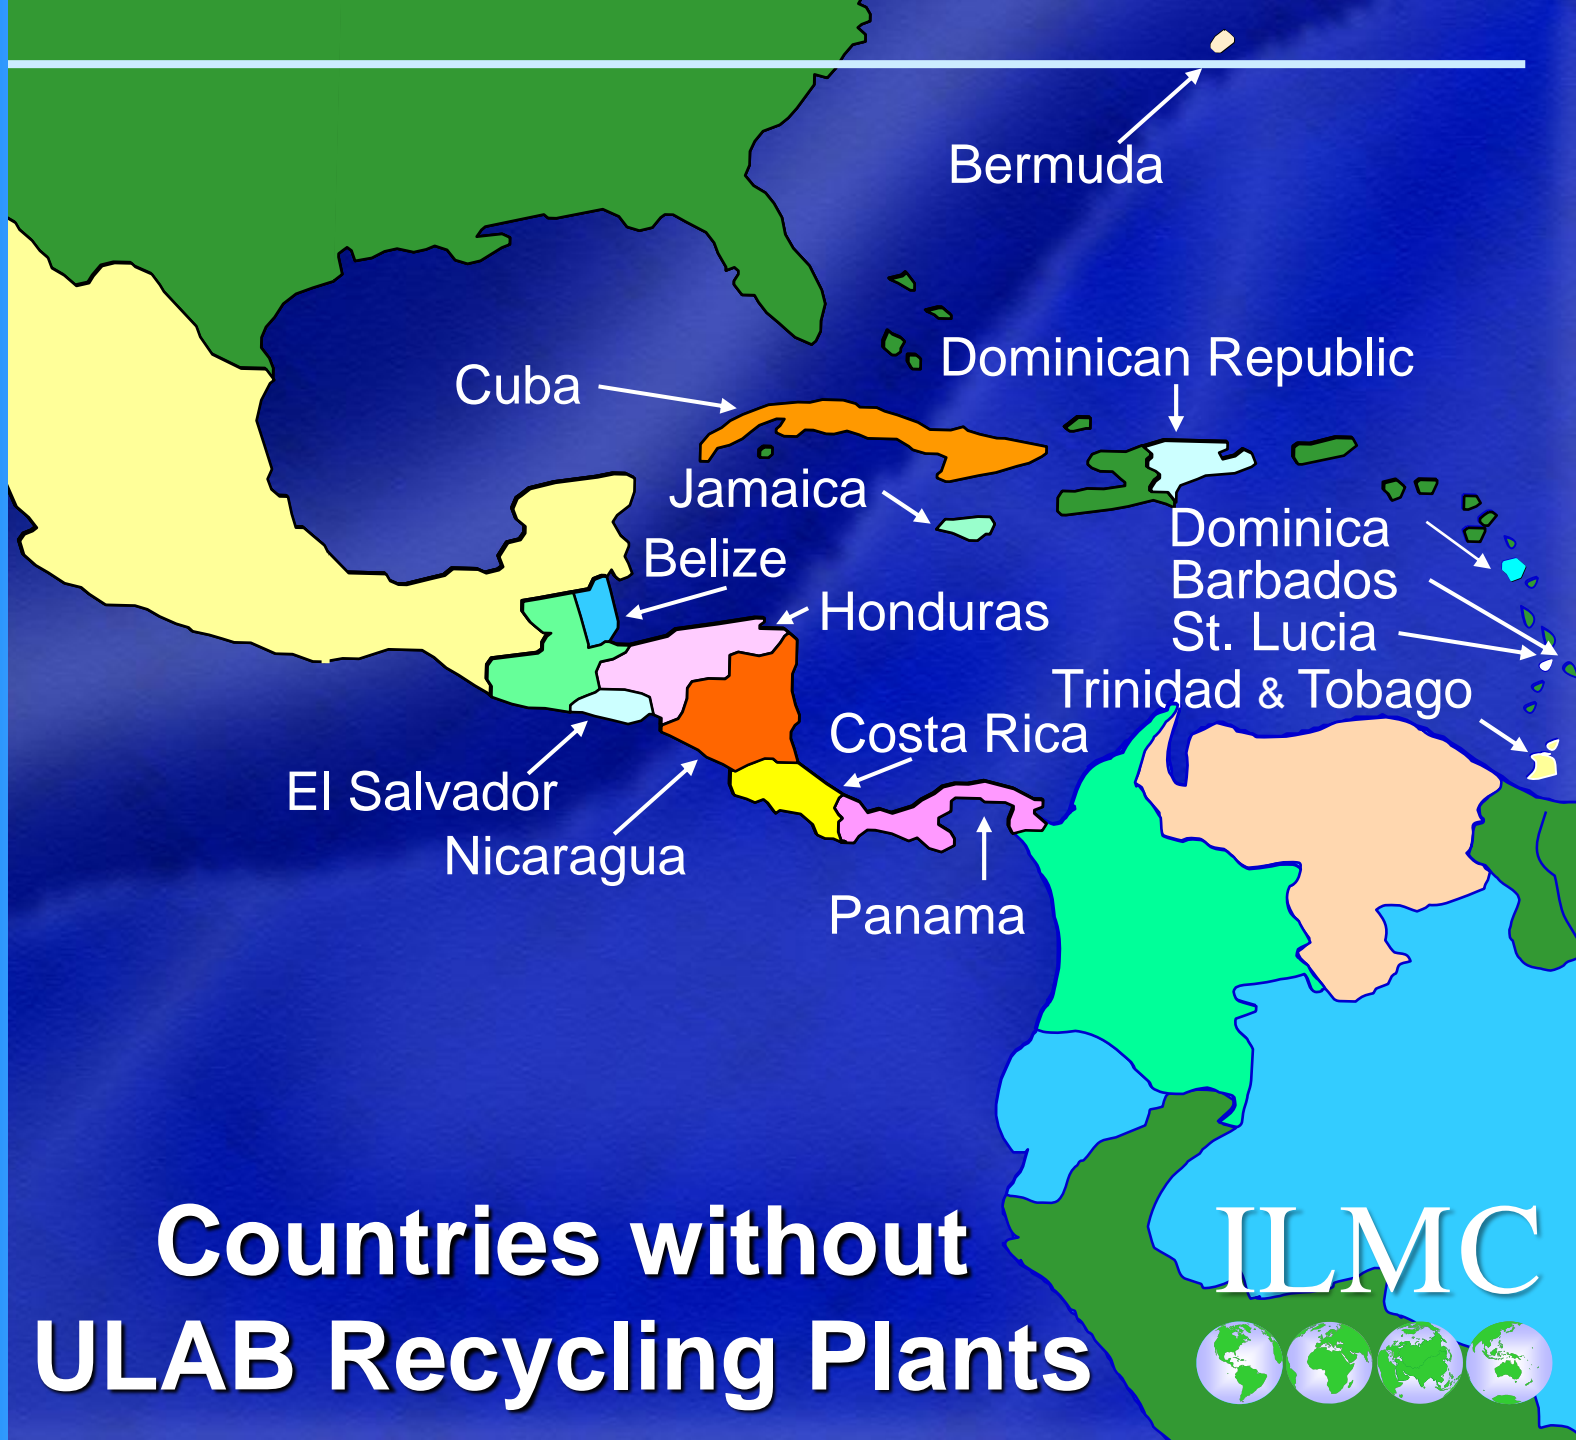 Bermuda
Dominican Republic
Cuba
Jamaica
Dominica
Belize
Barbados
Honduras
St. Lucia
Trinidad & Tobago
Costa Rica
El Salvador
Nicaragua
Panama
Countries without
ULAB Recycling Plants
ILMC